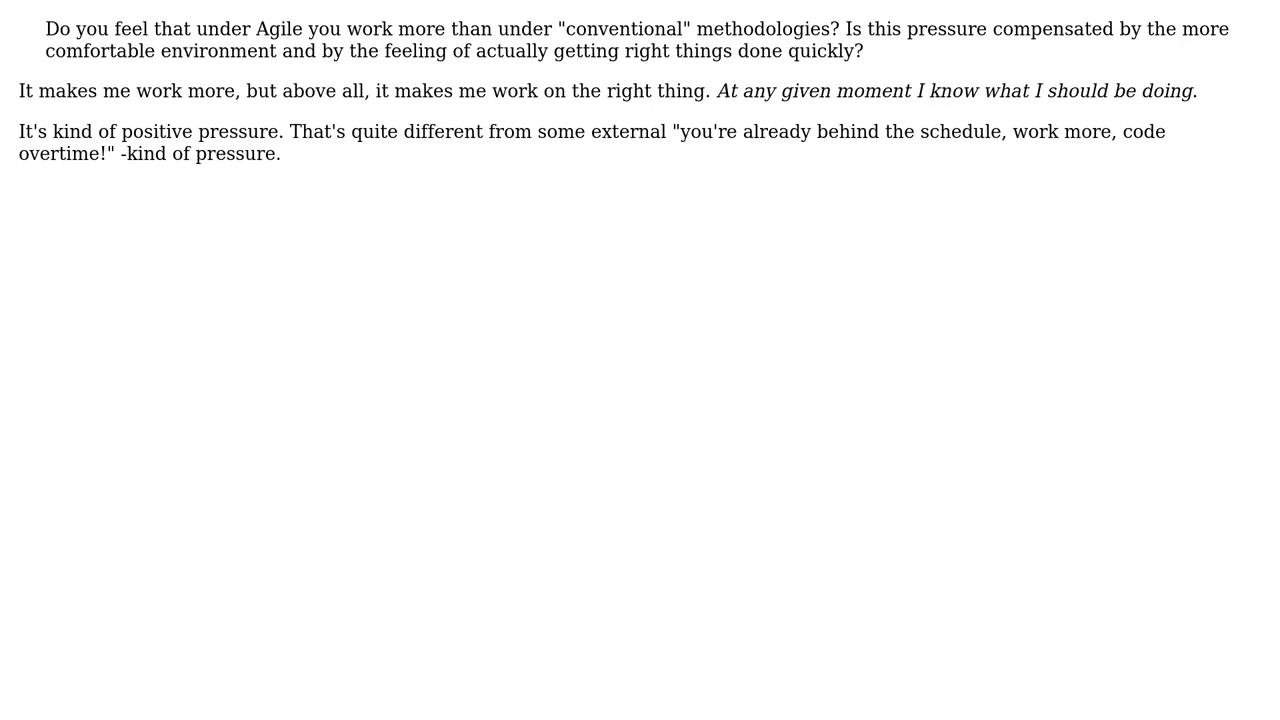 Do you feel that under Agile you work more than under "conventional" methodologies? Is this pressure compensated by the more
comfortable environment and by the feeling of actually getting right things done quickly?
It makes me work more, but above all, it makes me work on the right thing. At any given moment I know what I should be doing.
It's kind of positive pressure. That's quite different from some external "you're already behind the schedule, work more, code
overtime!" -kind of pressure.